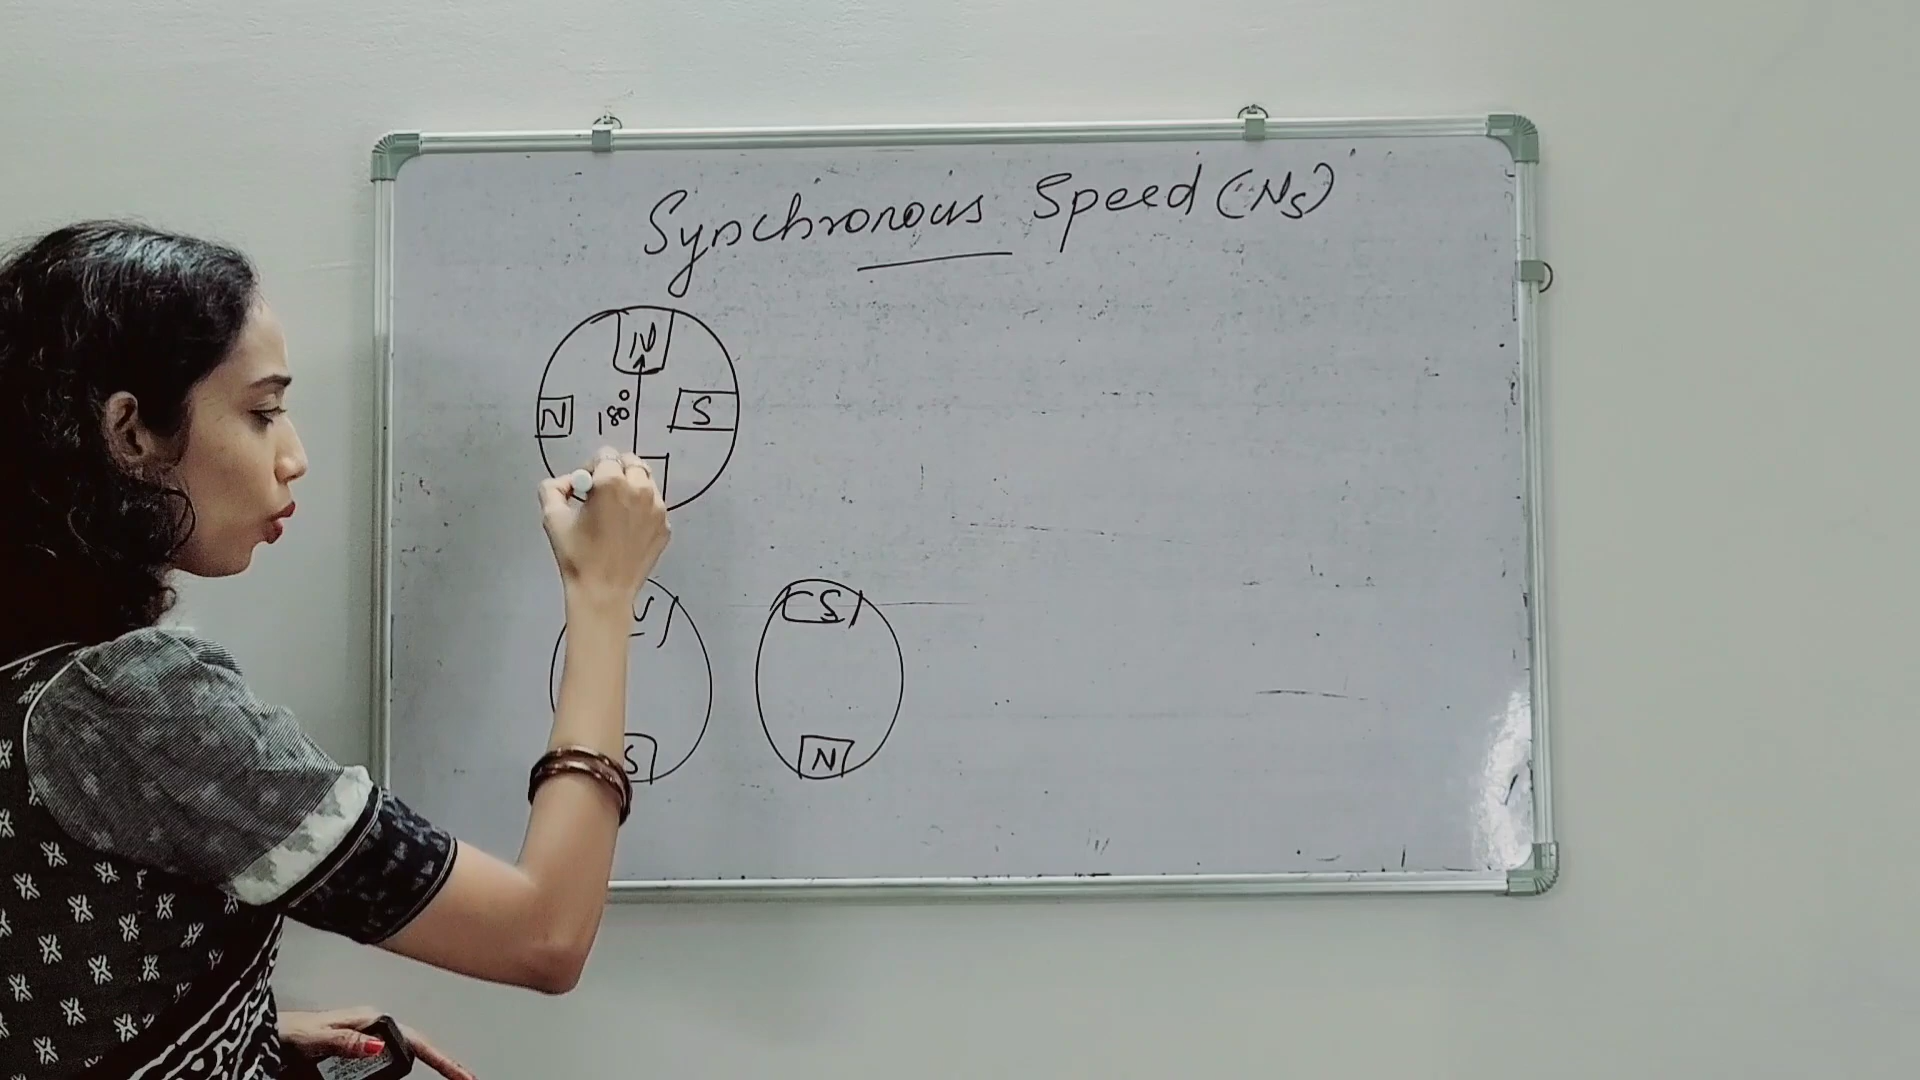 Synchronous Speed (Ns)
N
N 180° S
N S
S N